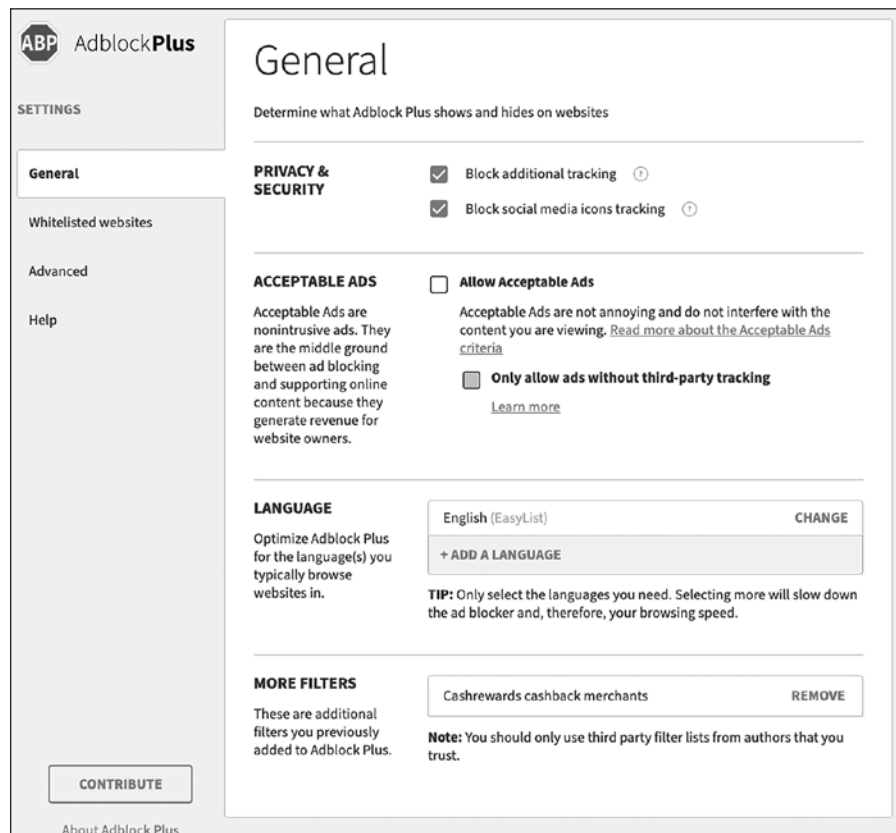 ABP AdblockPlus
SETTINGS
General
Whitelisted websites
Advanced
Help
CONTRIBUTE
About Adblock Plus
General
Determine what Adblock Plus shows and hides on websites
PRIVACY &
SECURITY
Block additional tracking ?
Block social media icons tracking ?
ACCEPTABLE ADS
Acceptable Ads are
nonintrusive ads. They
are the middle ground
between ad blocking
and supporting online
content because they
generate revenue for
website owners.
Allow Acceptable Ads
Acceptable Ads are not annoying and do not interfere with the
content you are viewing. Read more about the Acceptable Ads
criteria
Only allow ads without third-party tracking
Learn more
LANGUAGE
Optimize Adblock Plus
for the language(s) you
typically browse
websites in.
English (EasyList) CHANGE
+ ADD A LANGUAGE
TIP: Only select the languages you need. Selecting more will slow down
the ad blocker and, therefore, your browsing speed.
MORE FILTERS
These are additional
filters you previously
added to Adblock Plus.
Cashrewards cashback merchants REMOVE
Note: You should only use third party filter lists from authors that you
trust.